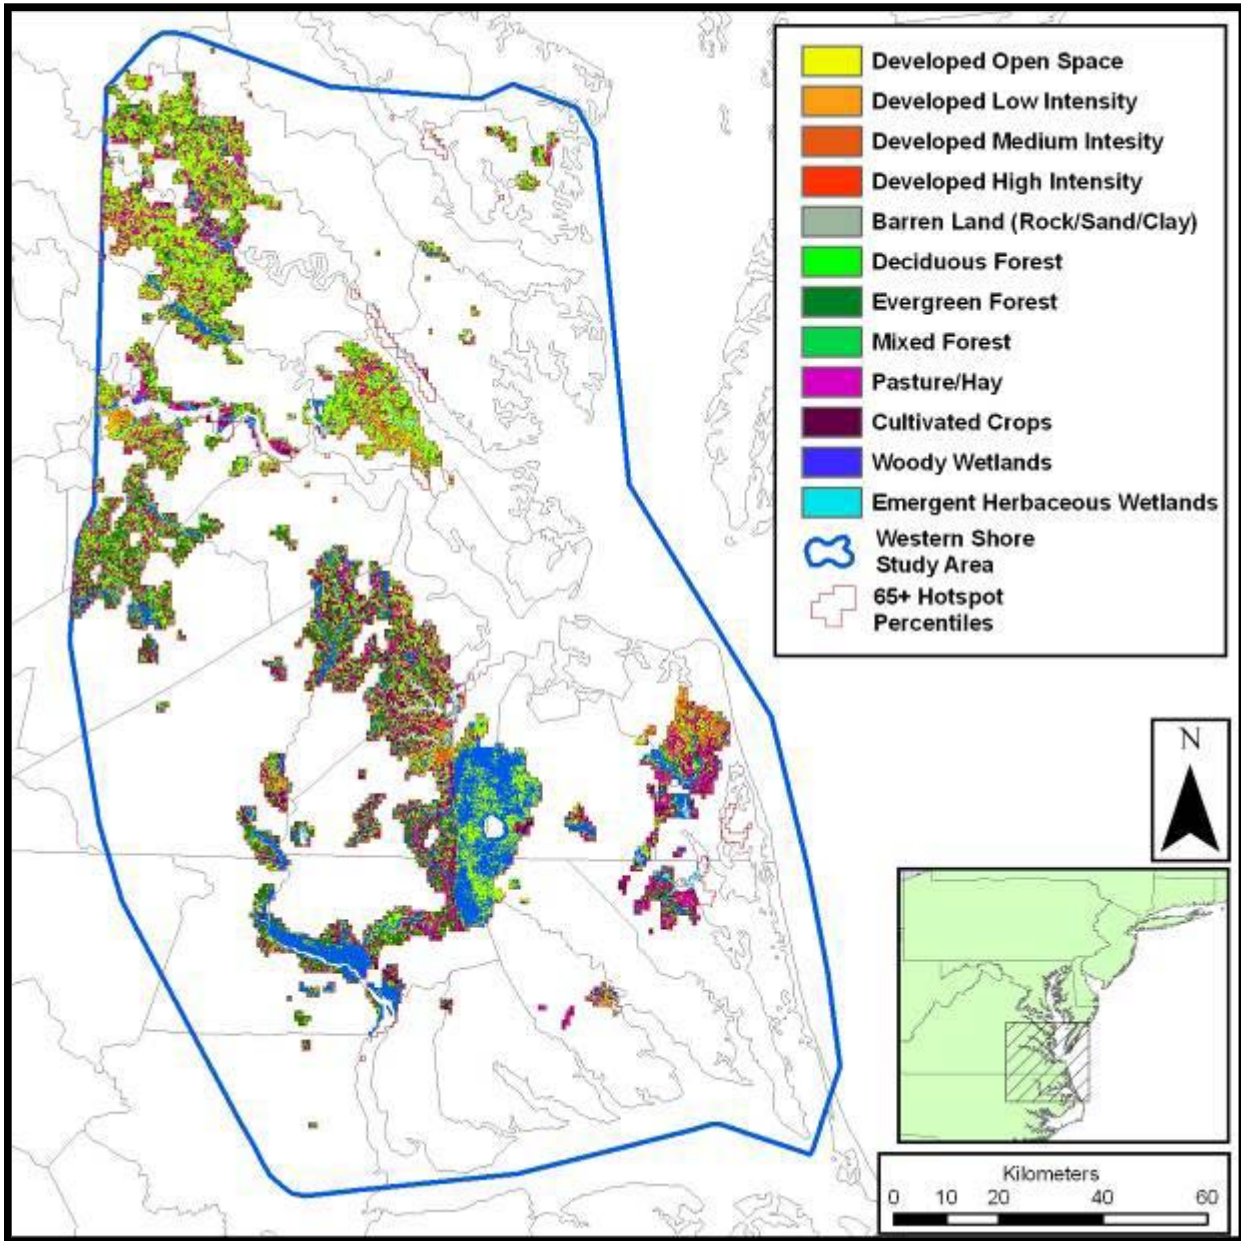 Developed Open Space
Developed Low Intensity
Developed Medium Intesity
Developed High Intensity
Barren Land (Rock/Sand/Clay)
Deciduous Forest
Evergreen Forest
Mixed Forest
Pasture/Hay
Cultivated Crops
Woody Wetlands
Emergent Herbaceous Wetlands
Western Shore
Study Area
65+ Hotspot
Percentiles
N
Kilometers
0 10 20 40 60